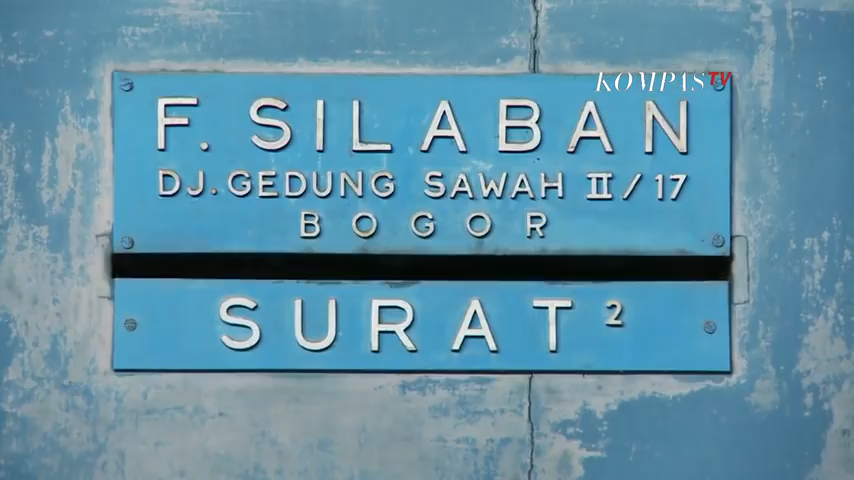 KOMPASTV
F. SILABAN
DJ. GEDUNG SAWAH II/17
BOGOR
SURAT²